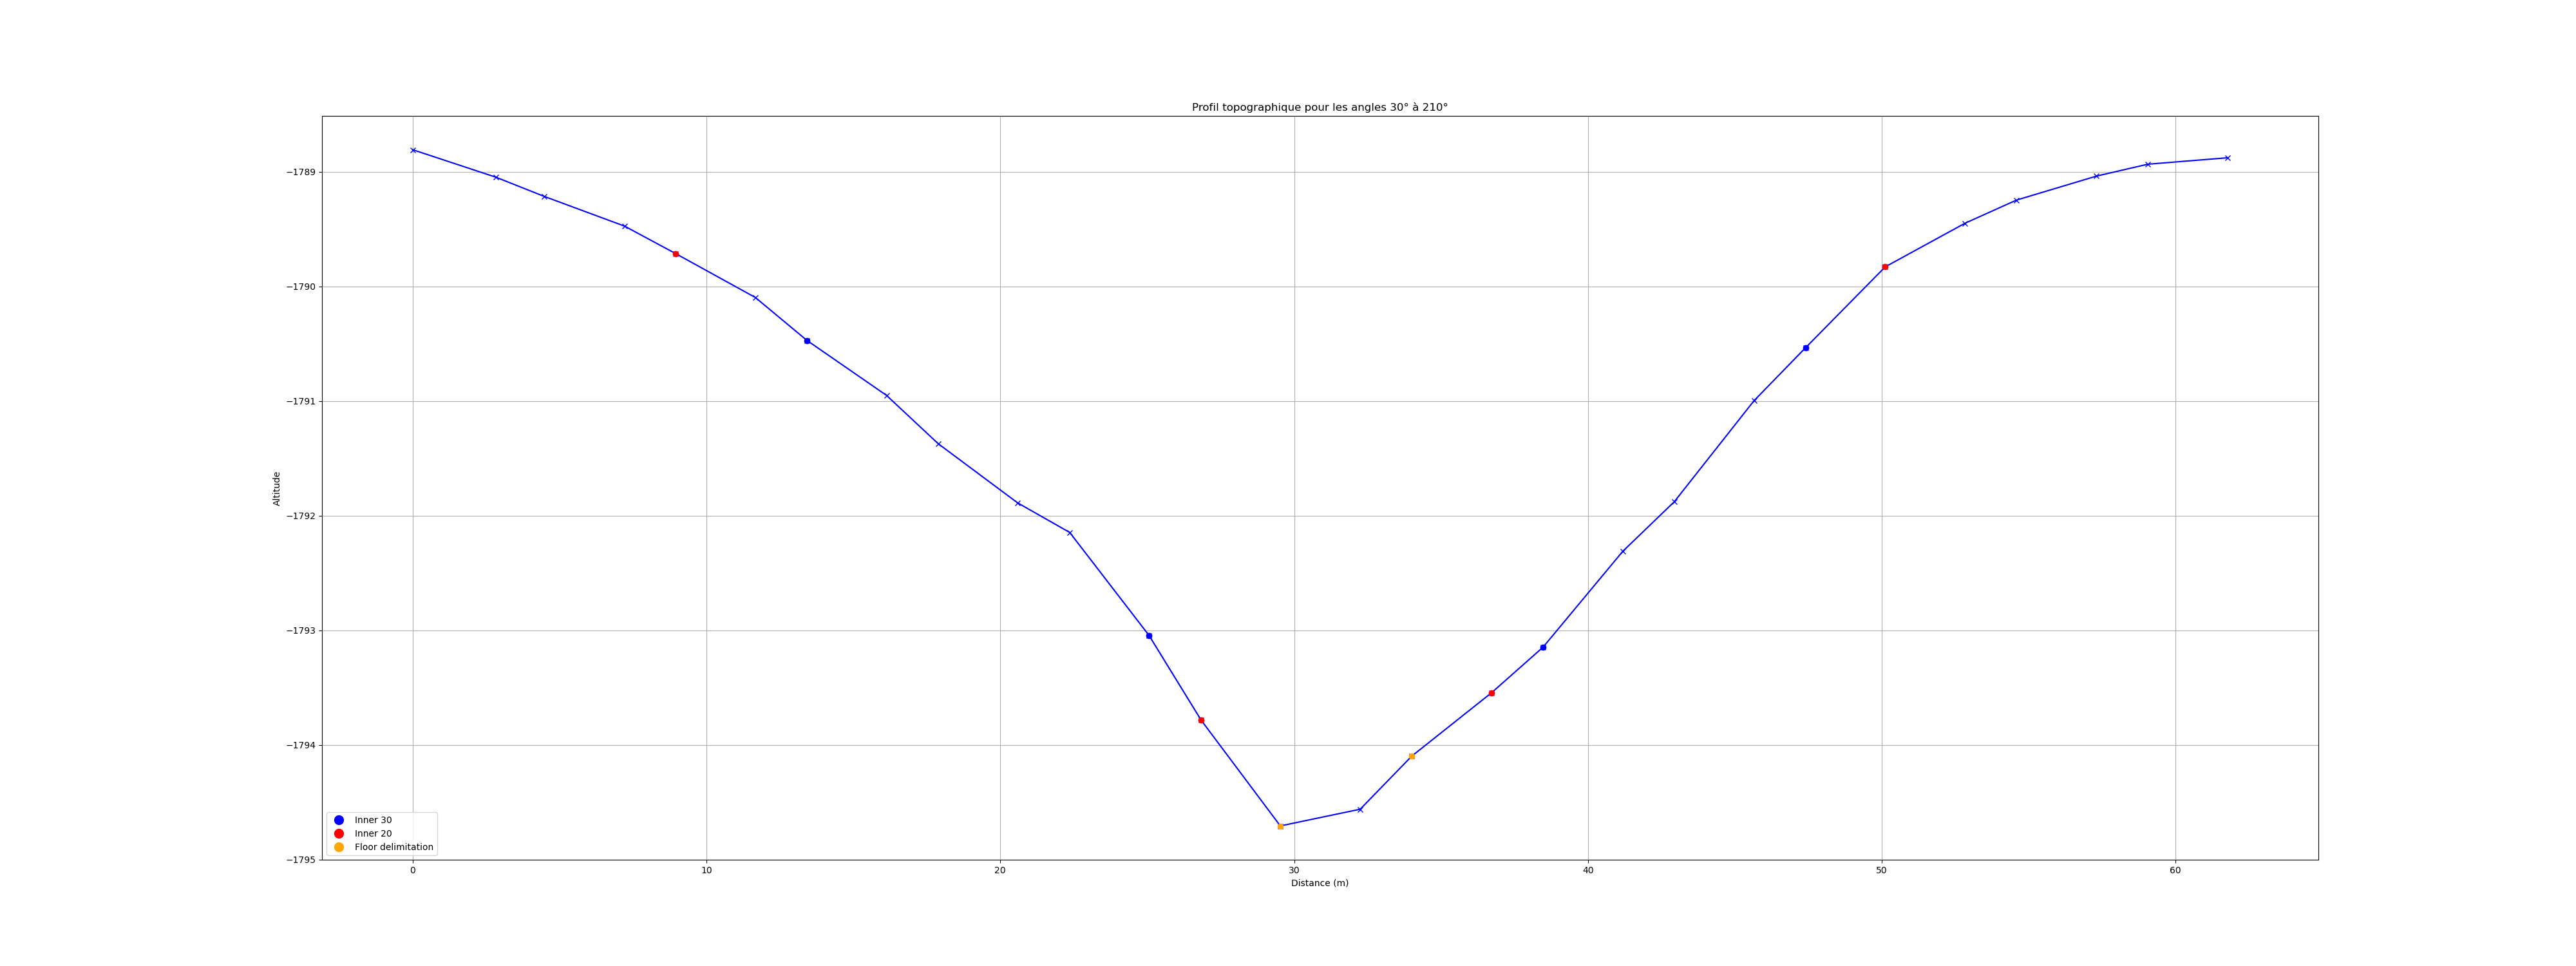 Profil topographique pour les angles 30° à 210°
Altitude
−1789
−1790
−1791
−1792
−1793
−1794
−1795
Inner 30
Inner 20
Floor delimitation
0 10 20 30 40 50 60
Distance (m)